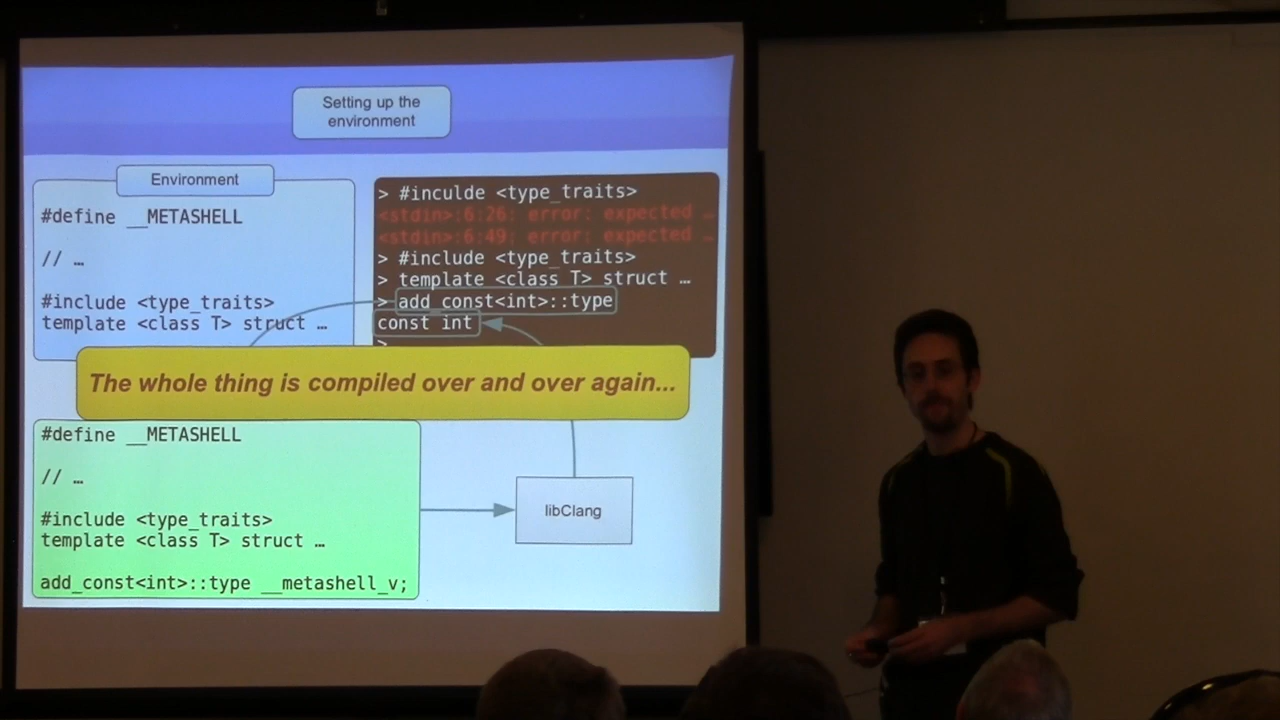 Setting up the
environment
Environment
#define __METASHELL
// …
#include <type_traits>
template <class T> struct …
> #inculde <type_traits>
<stdin>:6:26: error: expected …
<stdin>:6:49: error: expected …
> #include <type_traits>
> template <class T> struct …
> add_const<int>::type
const int
>
The whole thing is compiled over and over again...
#define __METASHELL
// …
#include <type_traits>
template <class T> struct …
add_const<int>::type __metashell_v;
libClang